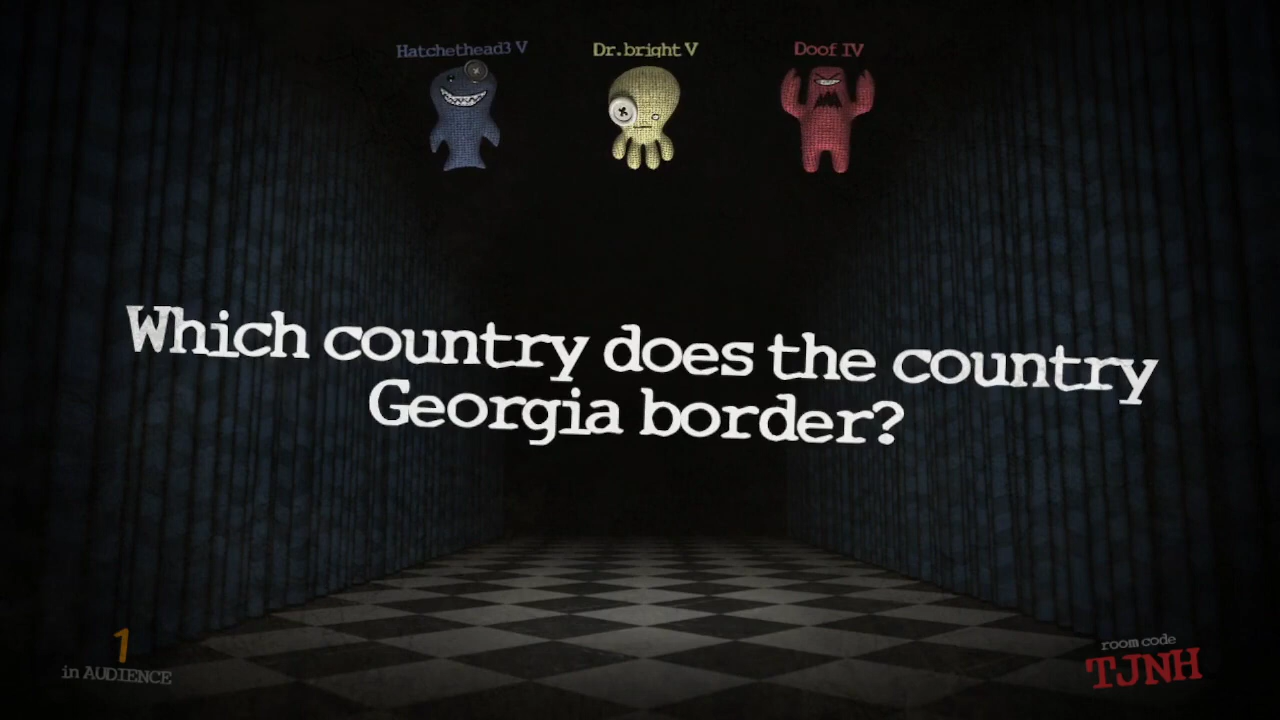 Hatchethead3 V
Dr.bright V
Doof IV
Which country does the country
Georgia border?
1
in AUDIENCE
room code
TJNH